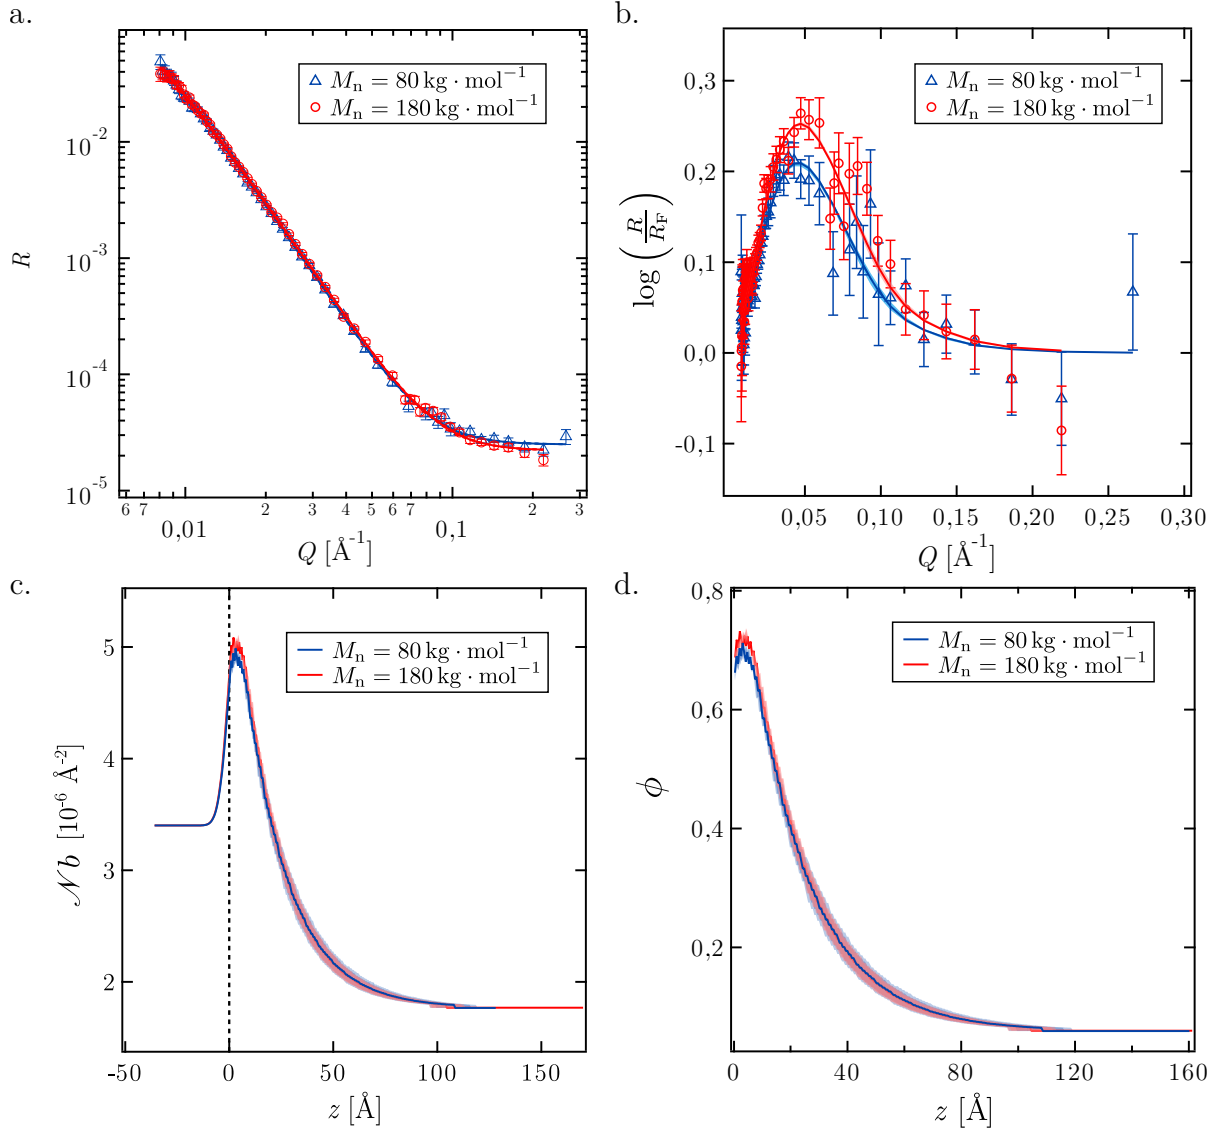 a.
R
10⁻²
10⁻³
10⁻⁴
10⁻⁵
Mₙ = 80 kg · mol⁻¹
Mₙ = 180 kg · mol⁻¹
6 7 2 3 4 5 6 7 2 3
0,01 0,1
Q [Å⁻¹]
b.
log (R/R_F)
0,3
0,2
0,1
0,0
-0,1
Mₙ = 80 kg · mol⁻¹
Mₙ = 180 kg · mol⁻¹
0,05 0,10 0,15 0,20 0,25 0,30
Q [Å⁻¹]
c.
𝒩b [10⁻⁶ Å⁻²]
5
4
3
2
Mₙ = 80 kg · mol⁻¹
Mₙ = 180 kg · mol⁻¹
-50 0 50 100 150
z [Å]
d.
ϕ
0,8
0,6
0,4
0,2
Mₙ = 80 kg · mol⁻¹
Mₙ = 180 kg · mol⁻¹
0 40 80 120 160
z [Å]